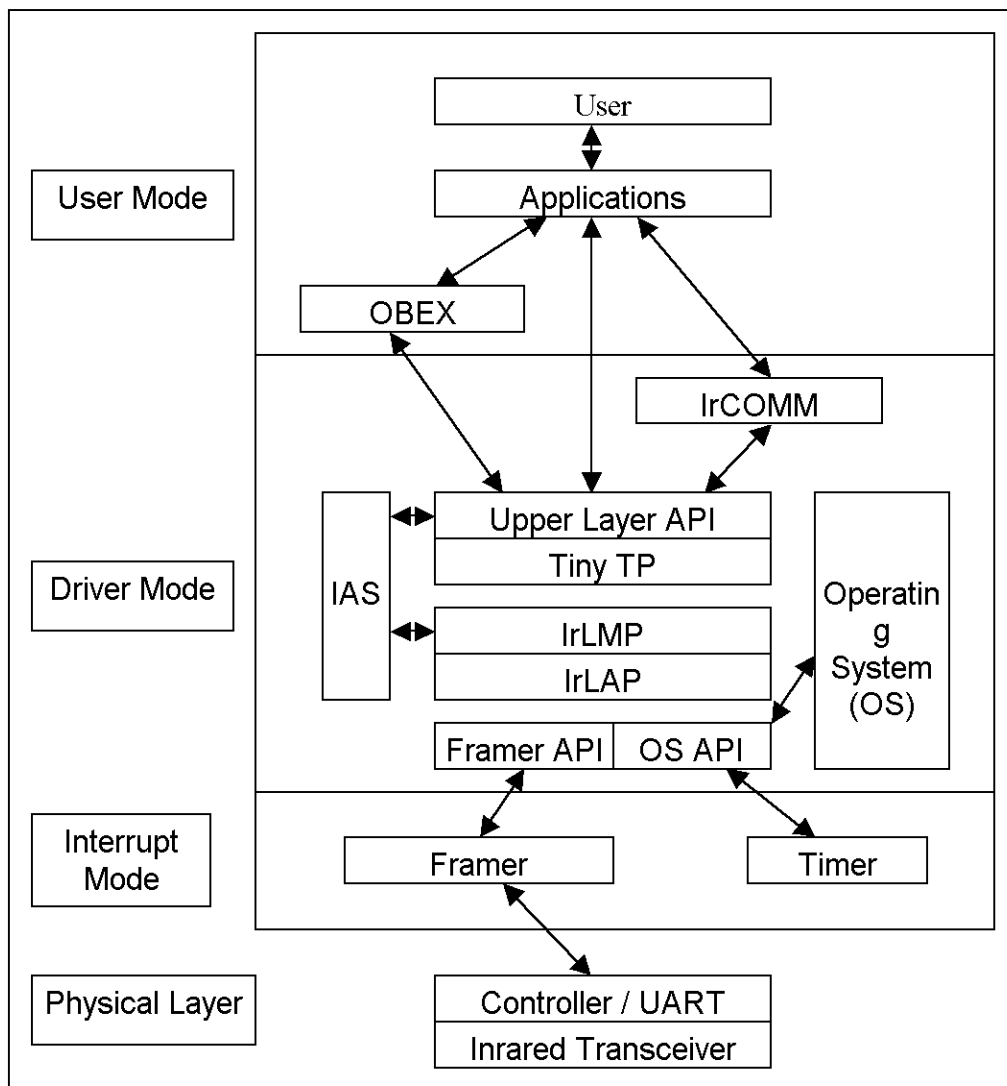 User
User Mode
Applications
OBEX
IrCOMM
Upper Layer API
Tiny TP
Driver Mode
IAS
IrLMP
IrLAP
Operatin
g
System
(OS)
Framer API
OS API
Interrupt
Mode
Framer
Timer
Physical Layer
Controller / UART
Inrared Transceiver